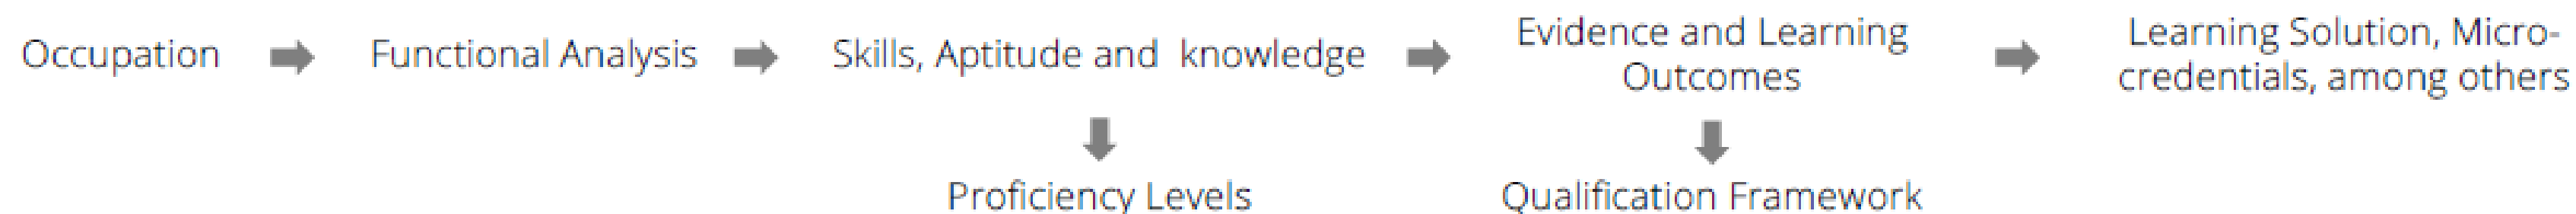 Occupation
Functional Analysis
Skills, Aptitude and knowledge
Evidence and Learning
Outcomes
Learning Solution, Micro-
credentials, among others
Proficiency Levels
Qualification Framework